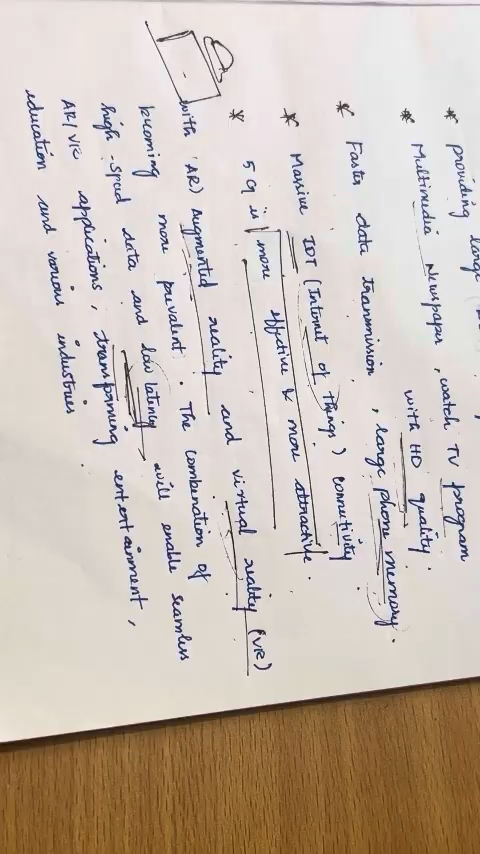 * providing large
* Multimedia Newspaper, watch TV program
with HD quality.
* Faster data transmission, large phone memory.
* Massive IOT (Internet of things) connectivity
* 5G is more effective & more attractive.
with AR) Augmented reality and virtual reality (VR)
becoming more prevalent. The combination of
high-speed data and low latency will enable seamless
AR/VR applications, transforming entertainment,
education and various industries.